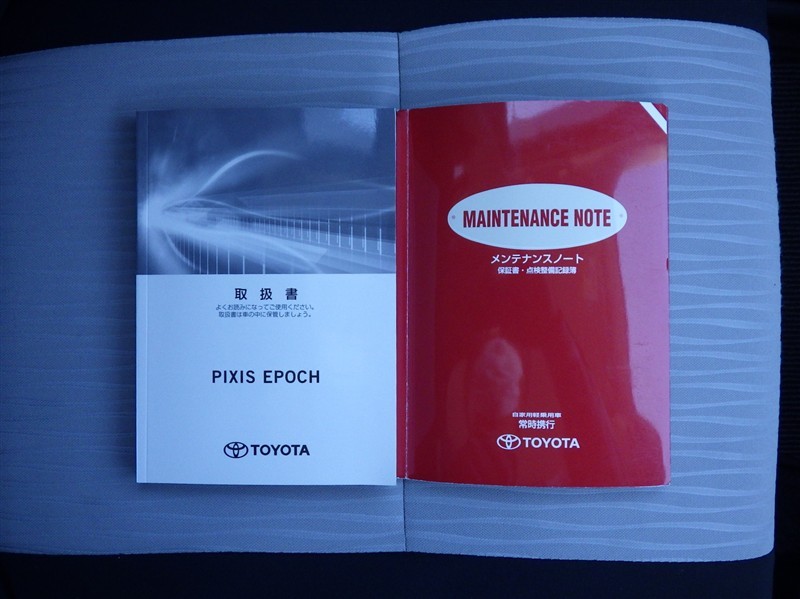 取扱書
よくお読みになってご使用ください。
取扱書は車の中に保管しましょう。
PIXIS EPOCH
TOYOTA
MAINTENANCE NOTE
メンテナンスノート
保証書・点検整備記録簿
自家用軽乗用車
常時携行
TOYOTA